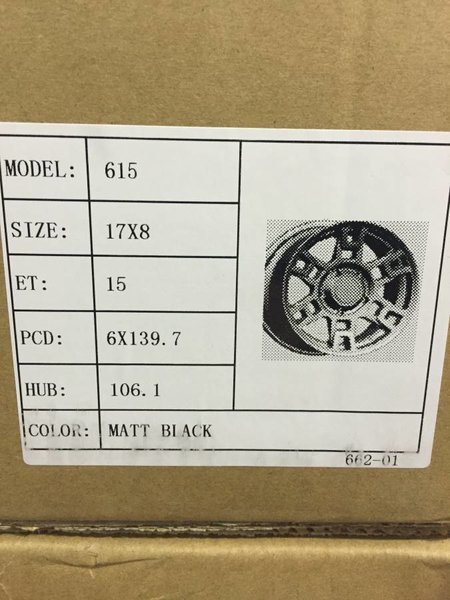 MODEL: 615
SIZE: 17X8
ET: 15
PCD: 6X139.7
HUB: 106.1
COLOR: MATT BLACK
662-01